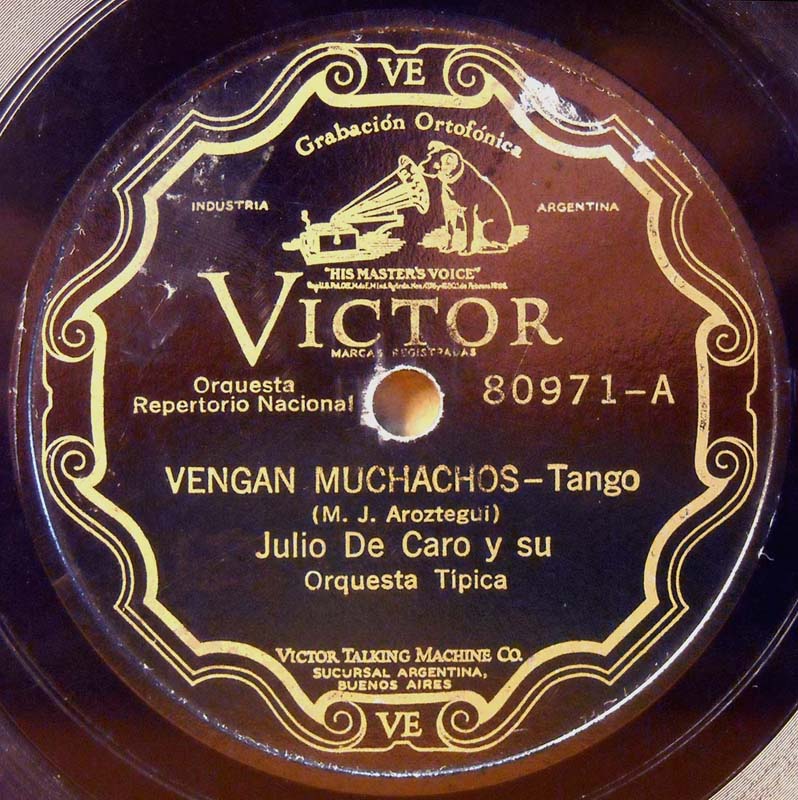 VE
Grabación Ortofónica
INDUSTRIA ARGENTINA
"HIS MASTER'S VOICE"
VICTOR
MARCAS REGISTRADAS
Orquesta
Repertorio Nacional
80971-A
VENGAN MUCHACHOS-Tango
(M. J. Aroztegui)
Julio De Caro y su
Orquesta Típica
VICTOR TALKING MACHINE CO.
SUCURSAL ARGENTINA,
BUENOS AIRES
VE